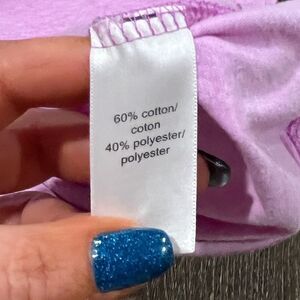 60% cotton/
coton
40% polyester/
polyester